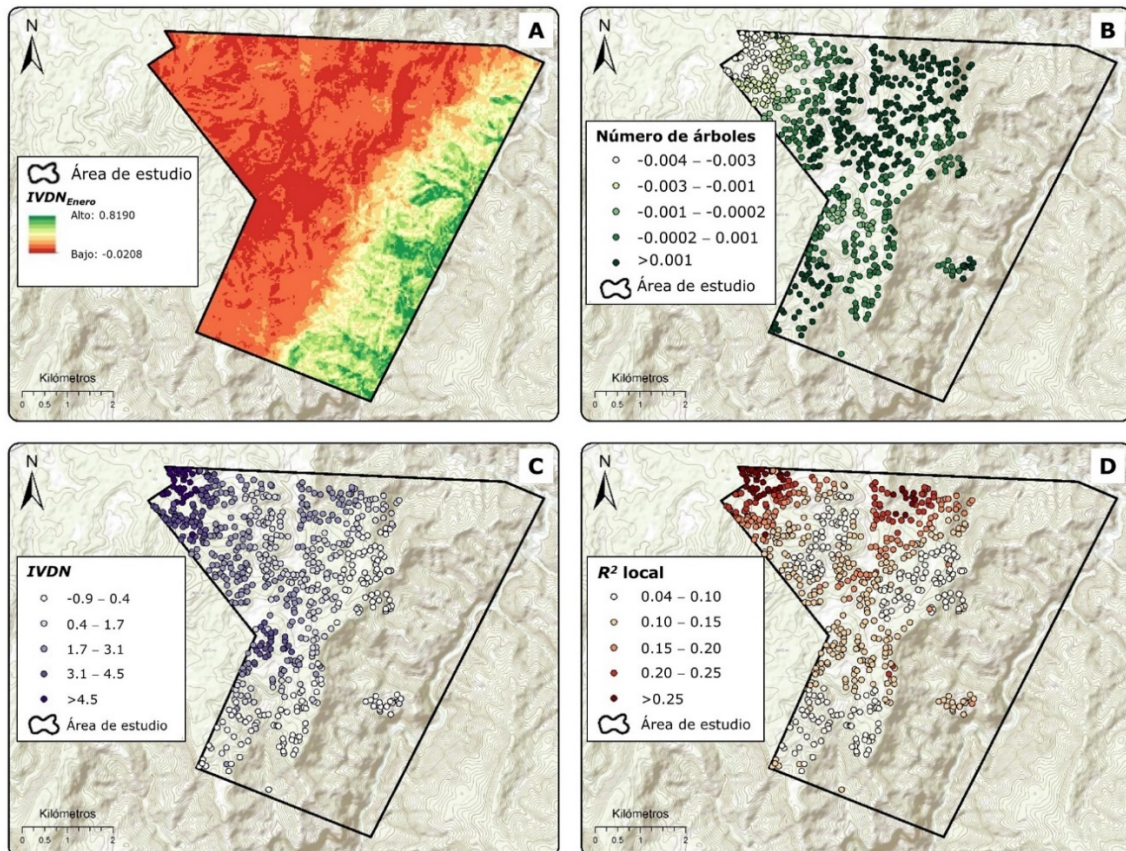 N
A
Área de estudio
IVDN Enero
Alto: 0.8190
Bajo: -0.0208
Kilómetros
0 0.5 1 2
N
B
Número de árboles
-0.004 – -0.003
-0.003 – -0.001
-0.001 – -0.0002
-0.0002 – 0.001
>0.001
Área de estudio
Kilómetros
0 0.5 1 2
N
C
IVDN
-0.9 – 0.4
0.4 – 1.7
1.7 – 3.1
3.1 – 4.5
>4.5
Área de estudio
Kilómetros
0 0.5 1 2
N
D
R² local
0.04 – 0.10
0.10 – 0.15
0.15 – 0.20
0.20 – 0.25
>0.25
Área de estudio
Kilómetros
0 0.5 1 2